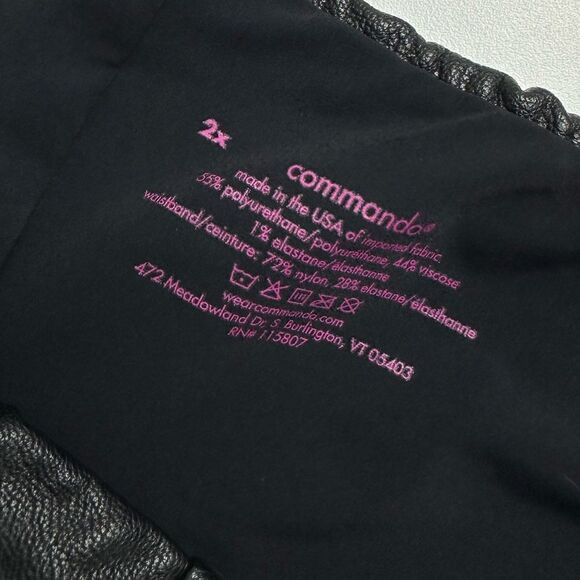 2x
commando®
made in the USA of imported fabric
55% polyurethane/polyuréthane, 44% viscose
1% elastane/élasthanne
waistband/ceinture: 72% nylon, 28% elastane/élasthanne
wearcommando.com
472 Meadowland Dr, S. Burlington, VT 05403
RN# 115807